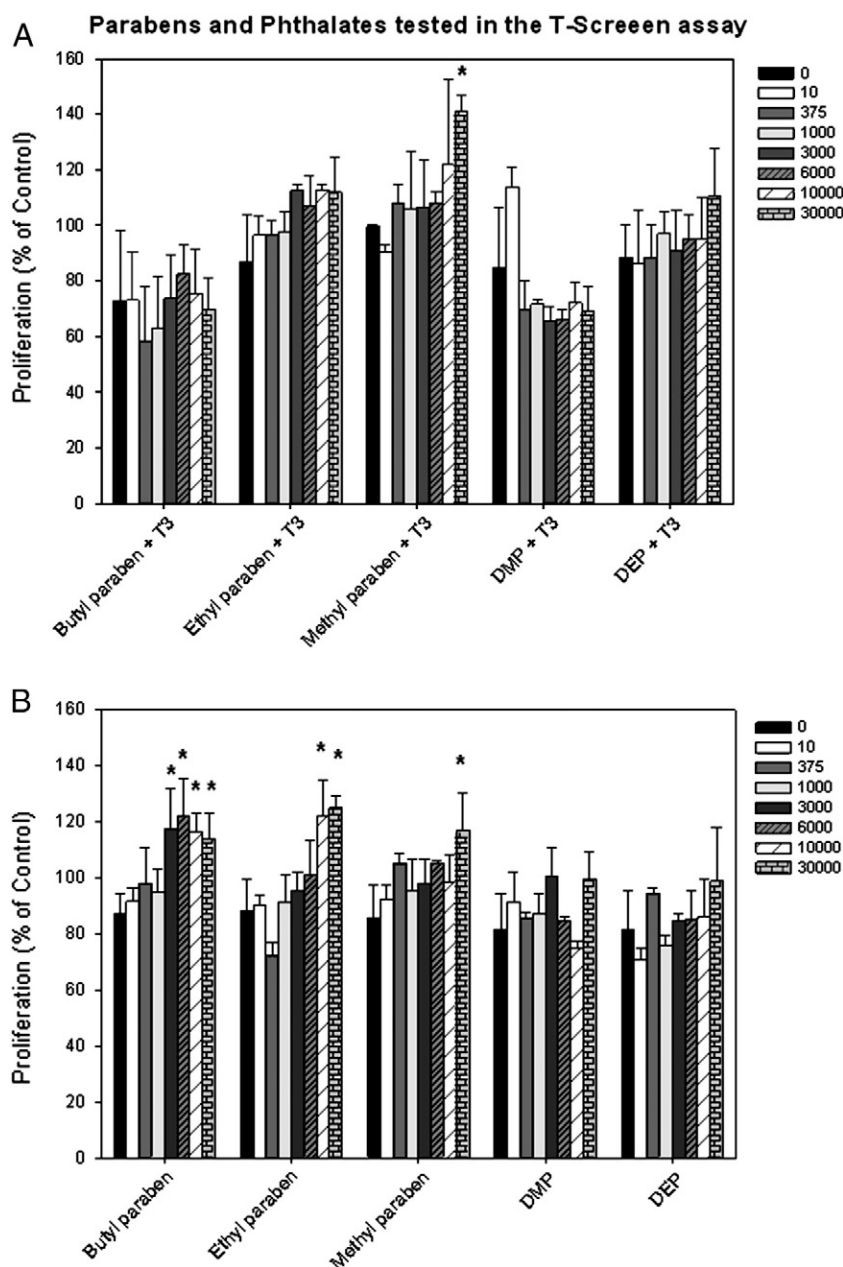 Parabens and Phthalates tested in the T-Screeen assay
A
160
140
120
100
80
60
40
20
0
Proliferation (% of Control)
*
Butyl paraben + T3
Ethyl paraben + T3
Methyl paraben + T3
DMP + T3
DEP + T3
0
10
375
1000
3000
6000
10000
30000
B
160
140
120
100
80
60
40
20
0
Proliferation (% of Control)
* * * *
* *
*
Butyl paraben
Ethyl paraben
Methyl paraben
DMP
DEP
0
10
375
1000
3000
6000
10000
30000